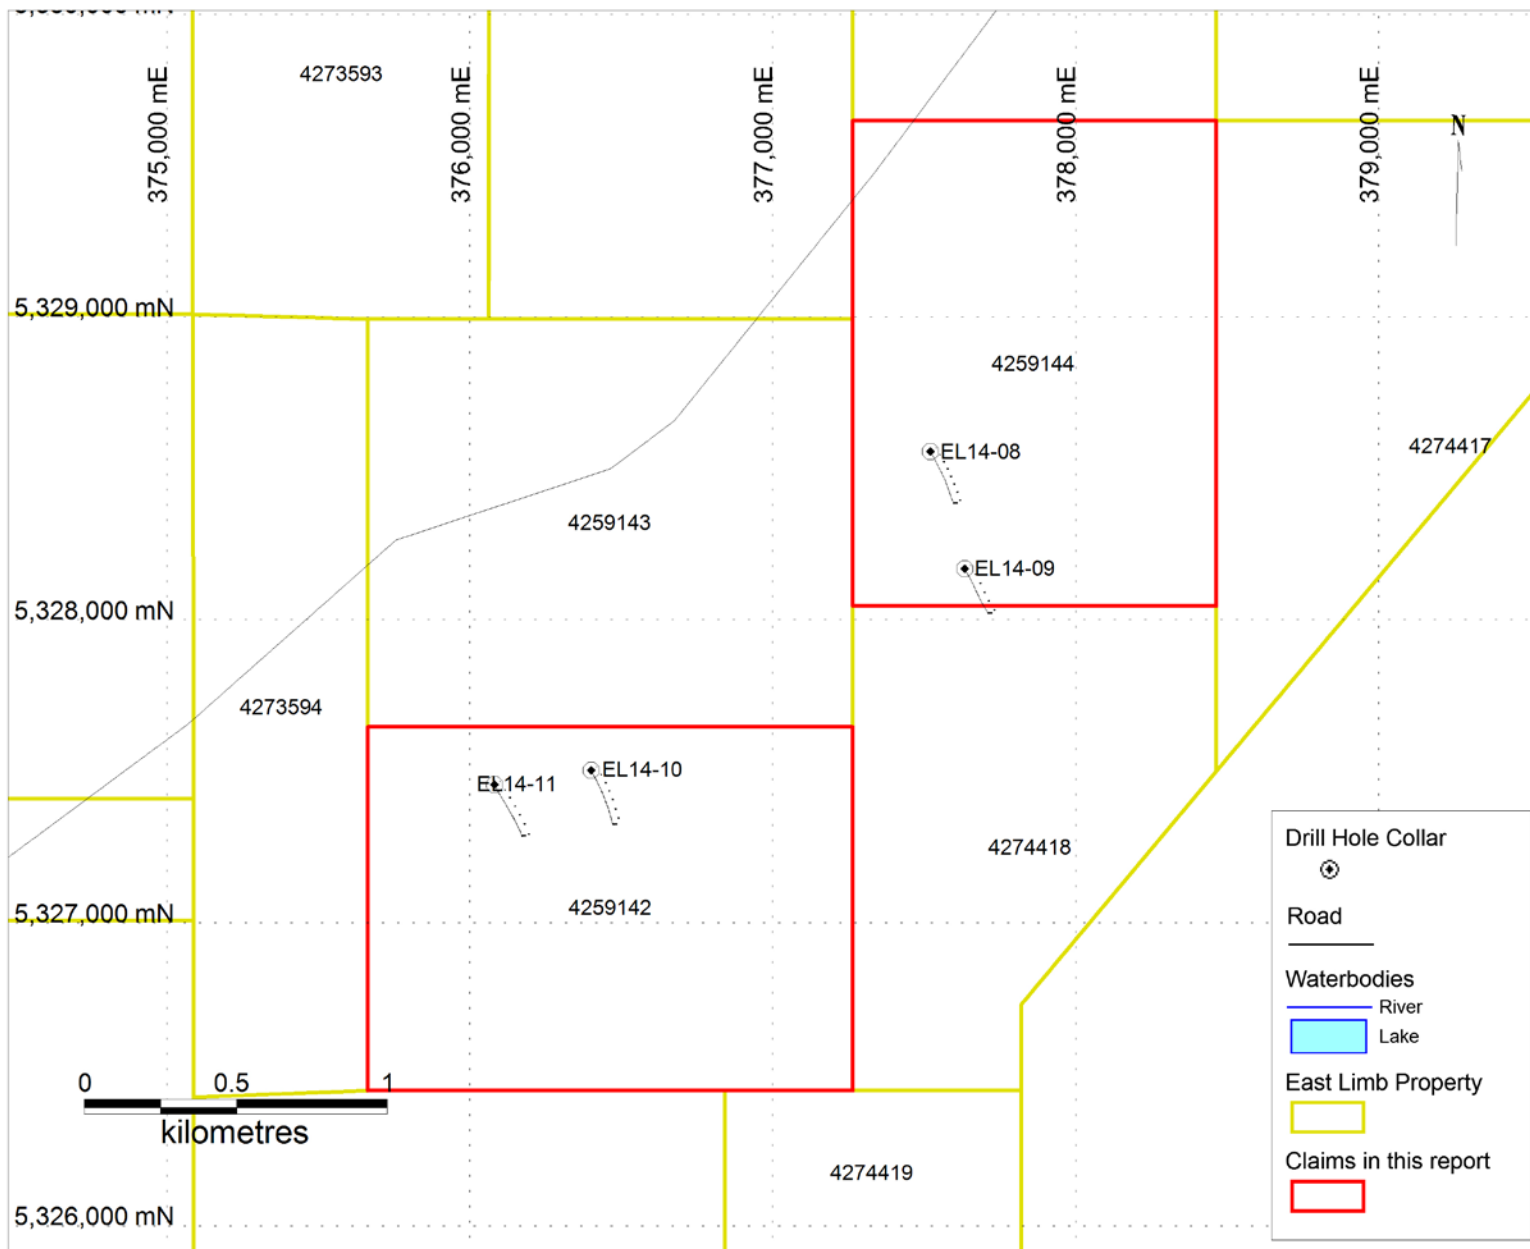 4273593
375,000 mE
376,000 mE
377,000 mE
378,000 mE
379,000 mE
N
5,329,000 mN
4259144
4274417
EL14-08
4259143
EL14-09
5,328,000 mN
4273594
EL14-11
EL14-10
4274418
5,327,000 mN
4259142
0 0.5 1
kilometres
4274419
5,326,000 mN
Drill Hole Collar
Road
Waterbodies
River
Lake
East Limb Property
Claims in this report